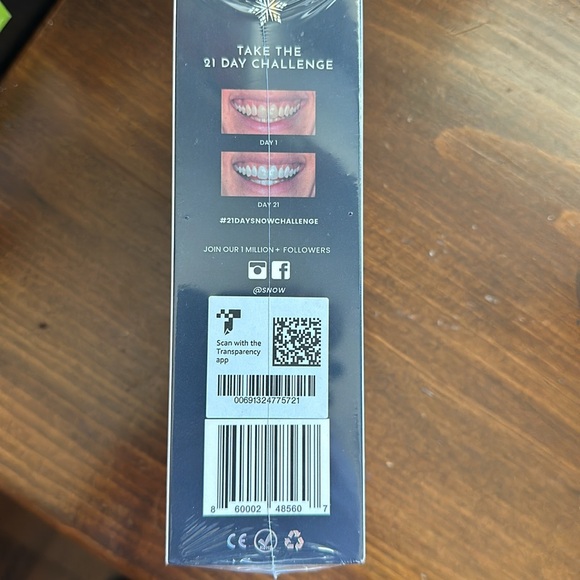 TAKE THE
21 DAY CHALLENGE
DAY 1
DAY 21
#21DAYSNOWCHALLENGE
JOIN OUR 1 MILLION+ FOLLOWERS
@SNOW
Scan with the
Transparency
app
00691324775721
8 60002 48560 7
CE